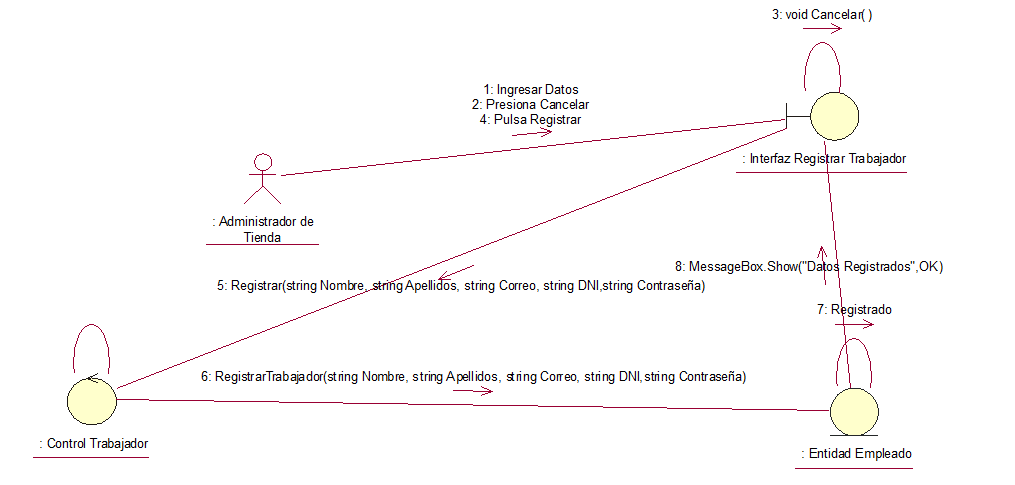 3: void Cancelar( )
1: Ingresar Datos
2: Presiona Cancelar
4: Pulsa Registrar
: Interfaz Registrar Trabajador
: Administrador de
Tienda
8: MessageBox.Show("Datos Registrados",OK)
5: Registrar(string Nombre, string Apellidos, string Correo, string DNI,string Contraseña)
7: Registrado
6: RegistrarTrabajador(string Nombre, string Apellidos, string Correo, string DNI,string Contraseña)
: Control Trabajador
: Entidad Empleado